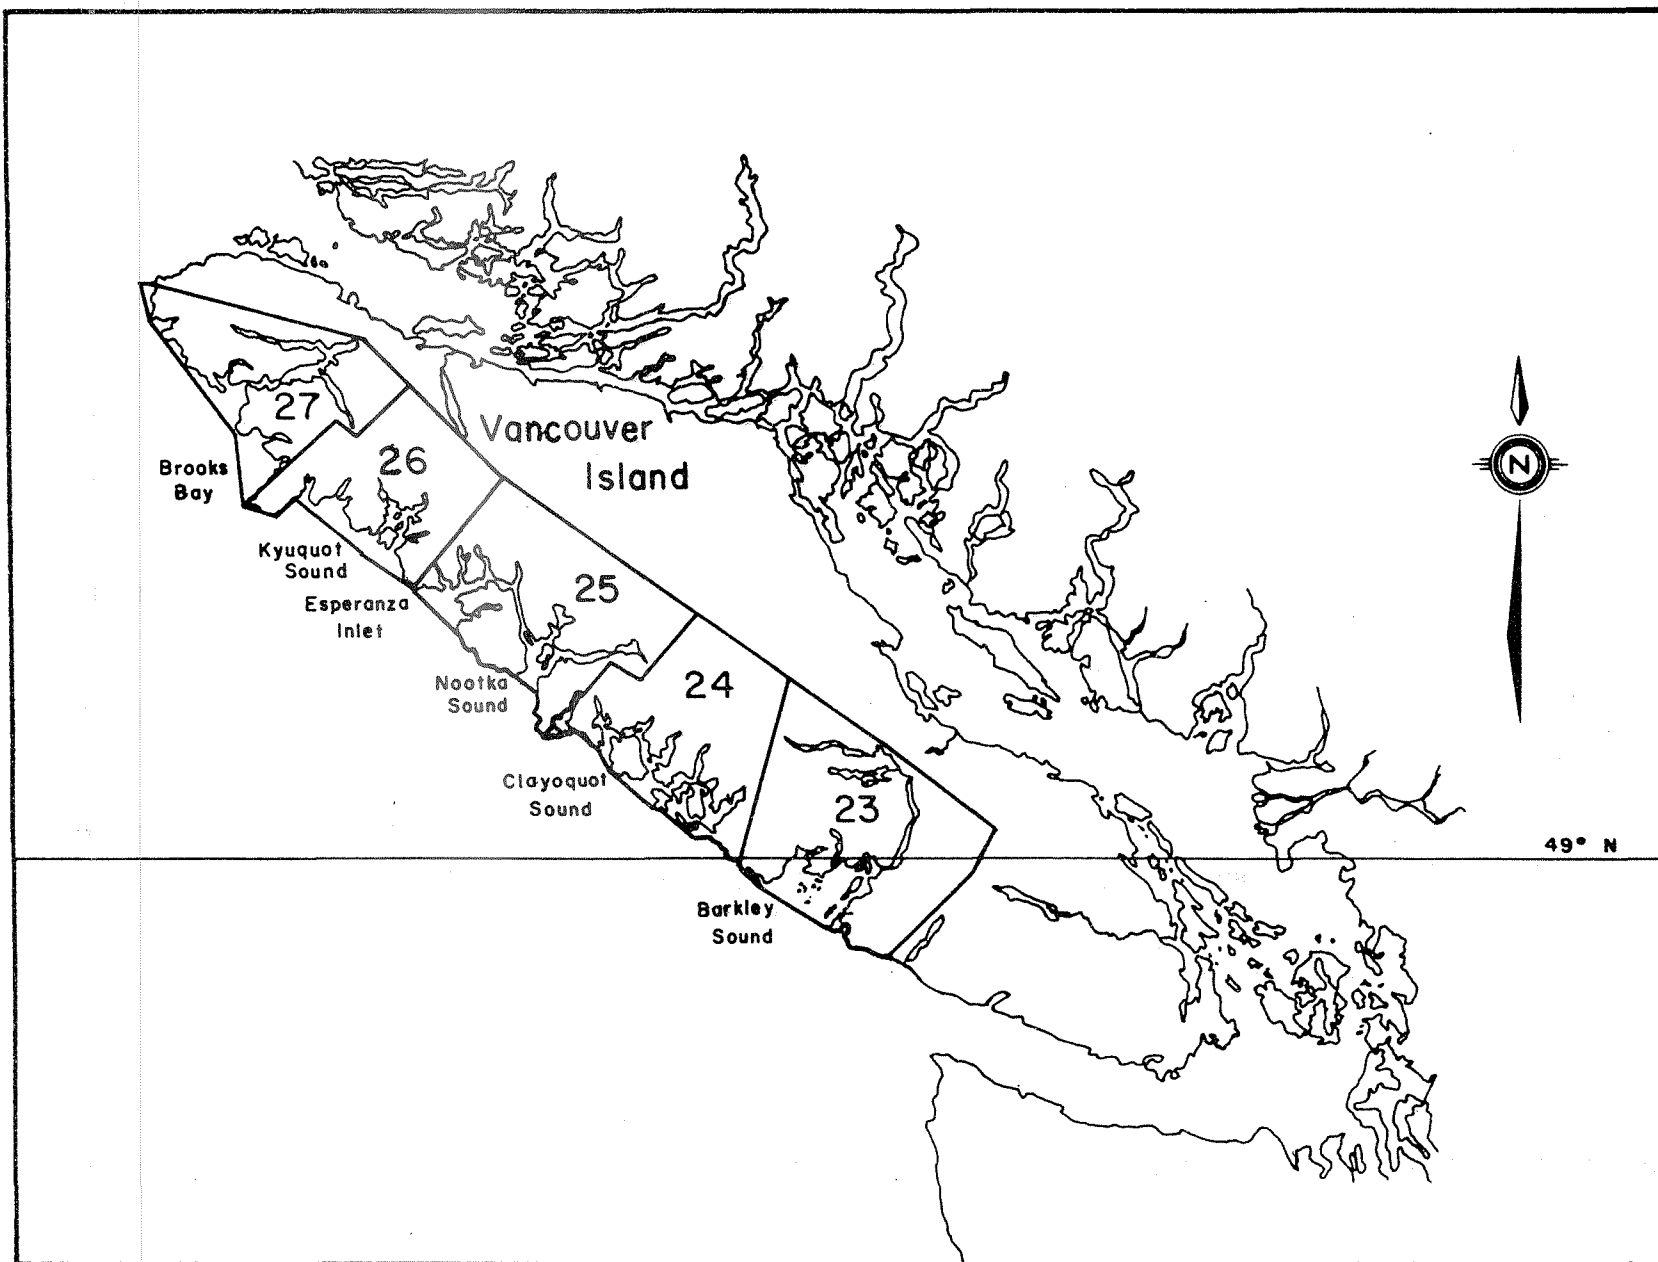 27
Vancouver
Island
26
Brooks
Bay
N
Kyuquot
Sound
25
Esperanza
Inlet
24
Nootka
Sound
Clayoquot
Sound
23
49° N
Barkley
Sound